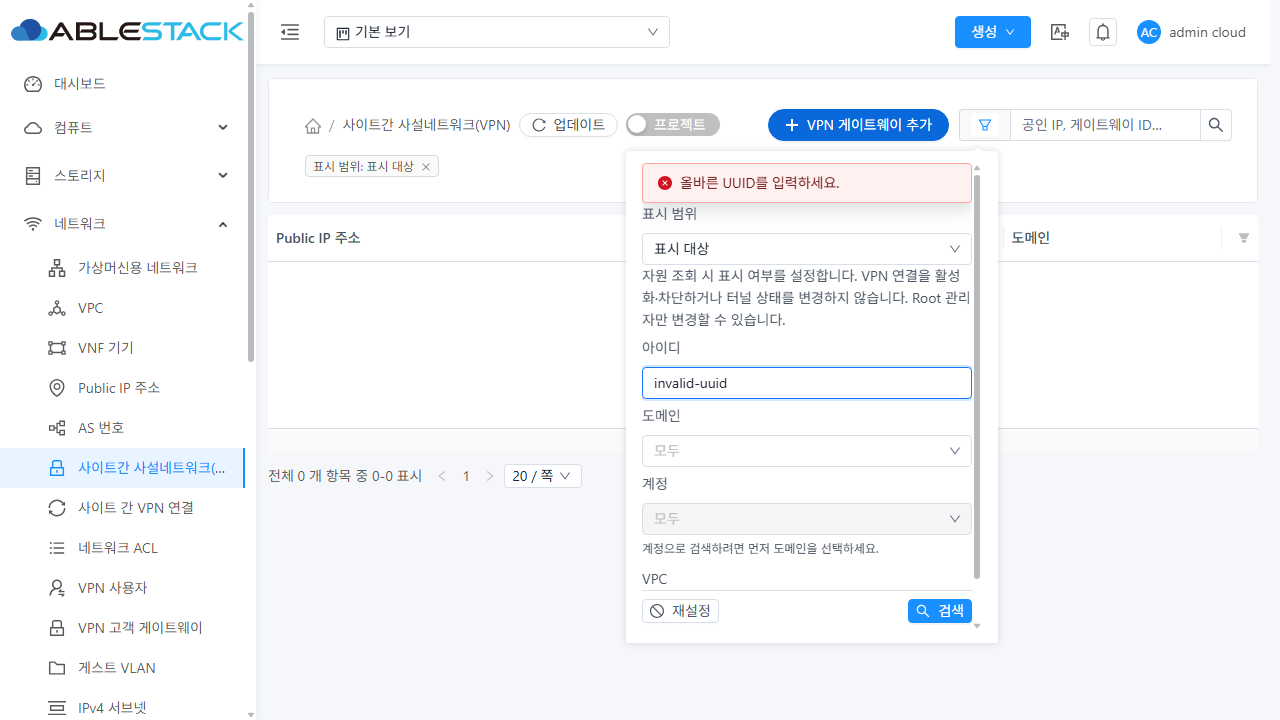 ABLESTACK
기본 보기
생성
AC admin cloud
대시보드
컴퓨트
스토리지
네트워크
가상머신용 네트워크
VPC
VNF 기기
Public IP 주소
AS 번호
사이트간 사설네트워크(...
사이트 간 VPN 연결
네트워크 ACL
VPN 사용자
VPN 고객 게이트웨이
게스트 VLAN
IPv4 서브넷
/ 사이트간 사설네트워크(VPN)
업데이트
프로젝트
VPN 게이트웨이 추가
공인 IP, 게이트웨이 ID...
표시 범위: 표시 대상
Public IP 주소
도메인
전체 0 개 항목 중 0-0 표시
1
20 / 쪽
올바른 UUID를 입력하세요.
표시 범위
표시 대상
자원 조회 시 표시 여부를 설정합니다. VPN 연결을 활성
화·차단하거나 터널 상태를 변경하지 않습니다. Root 관리
자만 변경할 수 있습니다.
아이디
invalid-uuid
도메인
모두
계정
모두
계정으로 검색하려면 먼저 도메인을 선택하세요.
VPC
재설정
검색